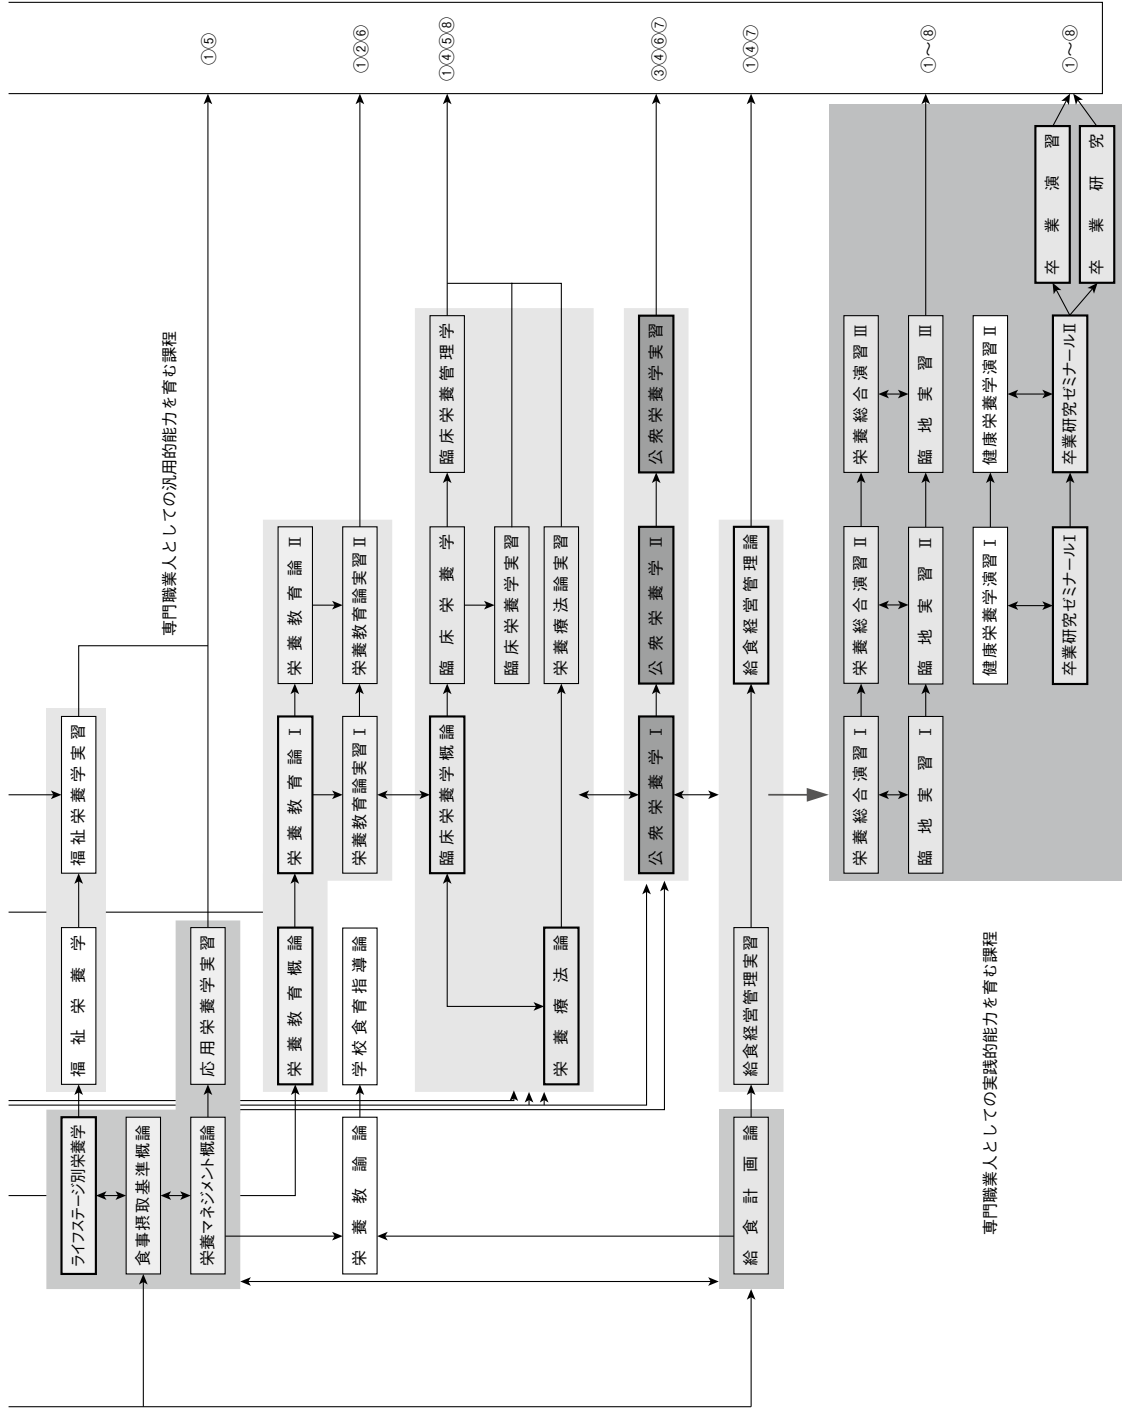 ①⑤
①②⑥
①④⑤⑧
③④⑥⑦
①④⑦
①～⑧
①～⑧
専門職業人としての汎用的能力を育む課程
福祉栄養学
福祉栄養学実習
ライフステージ別栄養学
食事摂取基準概論
栄養マネジメント概論
応用栄養学実習
栄養教育概論
栄養教育論Ⅰ
栄養教育論Ⅱ
栄養教育論実習Ⅰ
栄養教育論実習Ⅱ
栄養教諭論
学校食育指導論
臨床栄養学概論
臨床栄養学
臨床栄養管理学
臨床栄養学実習
栄養療法論
栄養療法論実習
公衆栄養学Ⅰ
公衆栄養学Ⅱ
公衆栄養学実習
給食計画論
給食経営管理実習
給食経営管理論
専門職業人としての実践的能力を育む課程
栄養総合演習Ⅰ
栄養総合演習Ⅱ
栄養総合演習Ⅲ
臨地実習Ⅰ
臨地実習Ⅱ
臨地実習Ⅲ
健康栄養学演習Ⅰ
健康栄養学演習Ⅱ
卒業研究ゼミナールⅠ
卒業研究ゼミナールⅡ
卒業演習
卒業研究